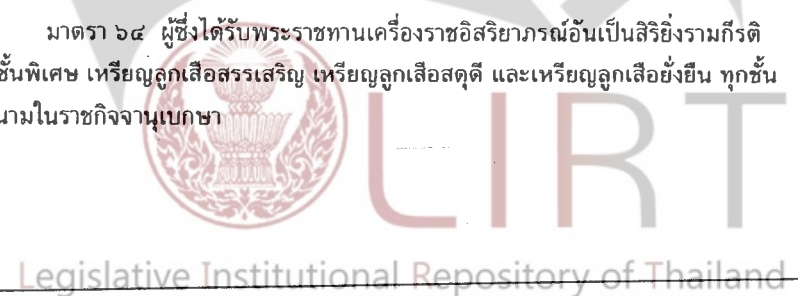 มาตรา ๖๔ ผู้ซึ่งได้รับพระราชทานเครื่องราชอิสริยาภรณ์อันเป็นสิริยิ่งรามกีรติ
ชั้นพิเศษ เหรียญลูกเสือสรรเสริญ เหรียญลูกเสือสดุดี และเหรียญลูกเสือยั่งยืน ทุกชั้น
นามในราชกิจจานุเบกษา
LIRT
Legislative Institutional Repository of Thailand